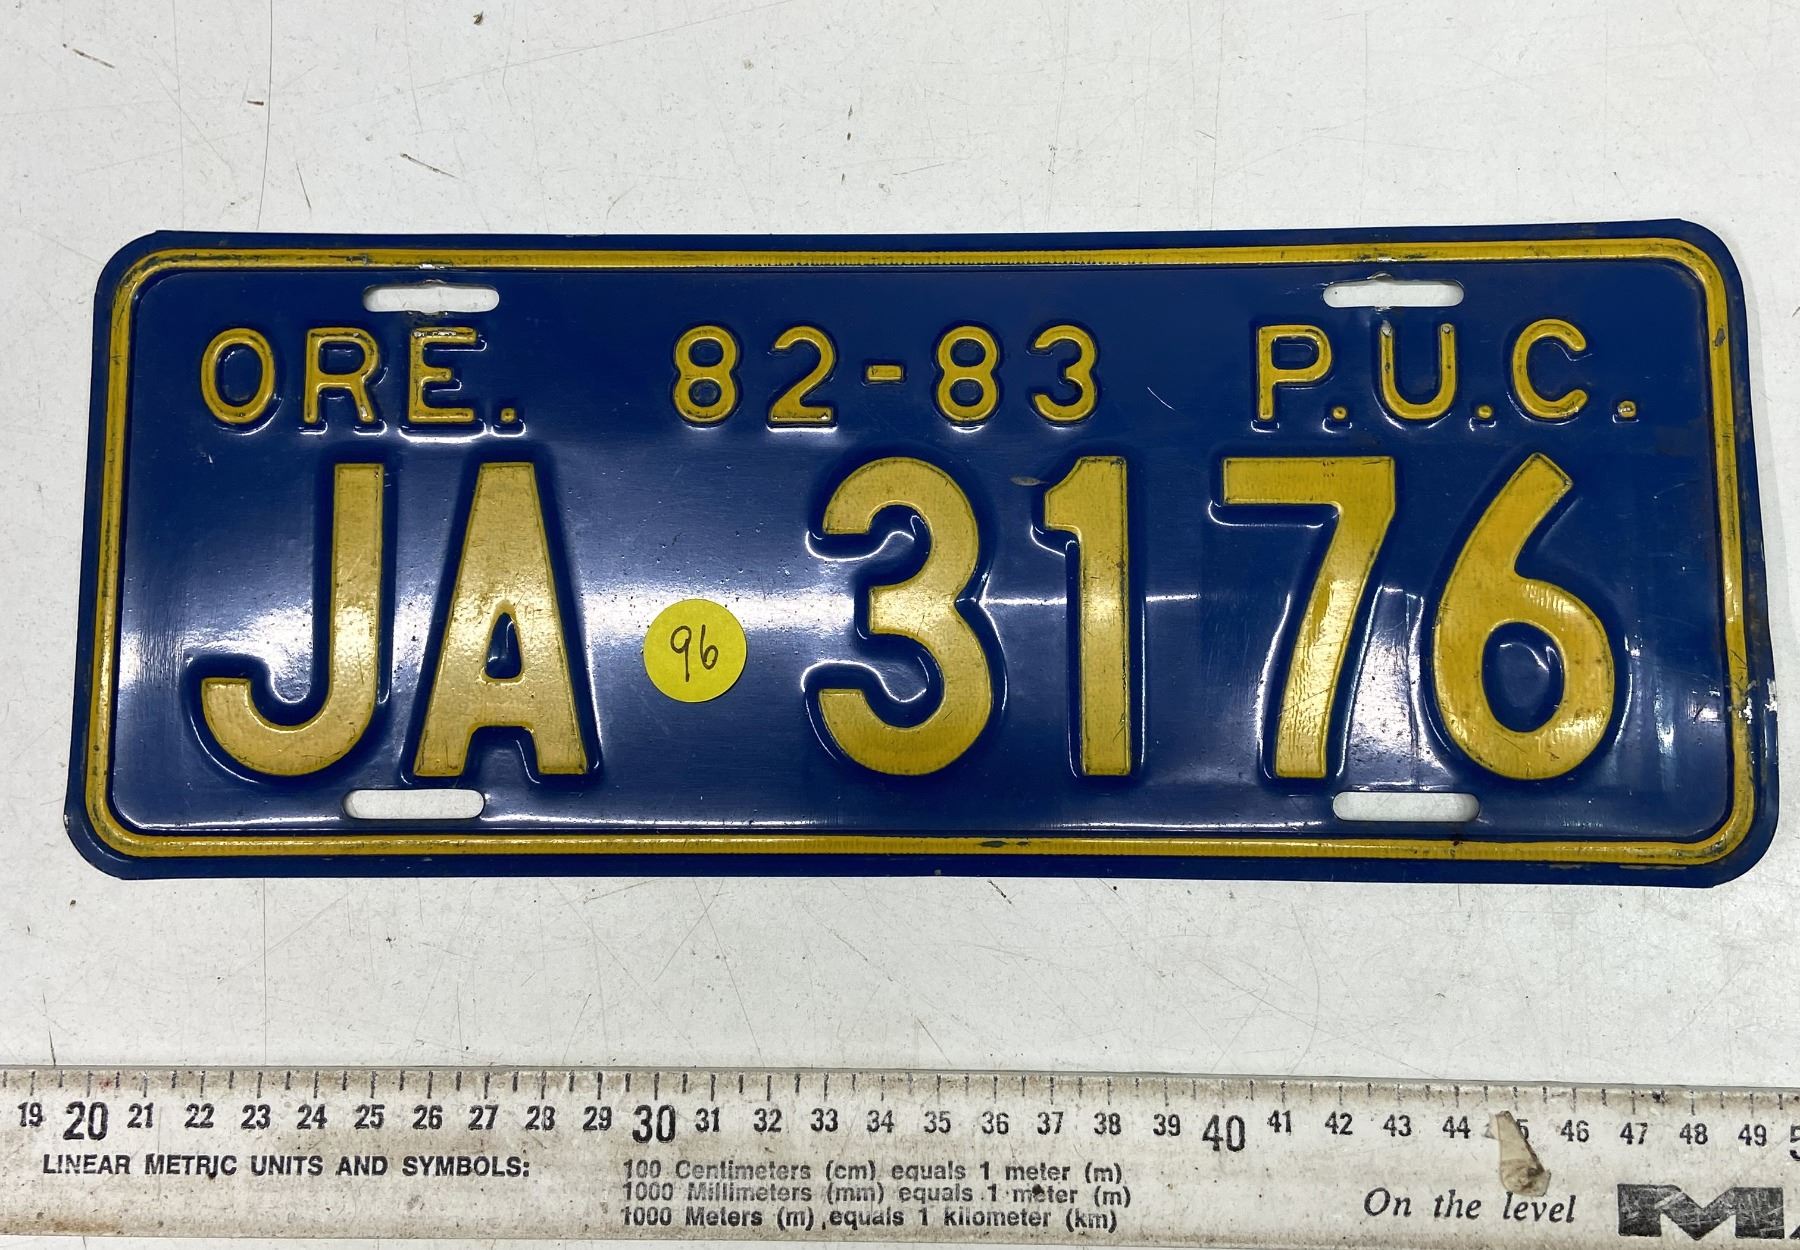 ORE. 82-83 P.U.C.
JA 3176
96
19 20 21 22 23 24 25 26 27 28 29 30 31 32 33 34 35 36 37 38 39 40 41 42 43 44 45 46 47 48 49
LINEAR METRIC UNITS AND SYMBOLS:
100 Centimeters (cm) equals 1 meter (m)
1000 Millimeters (mm) equals 1 meter (m)
1000 Meters (m) equals 1 kilometer (km)
On the level